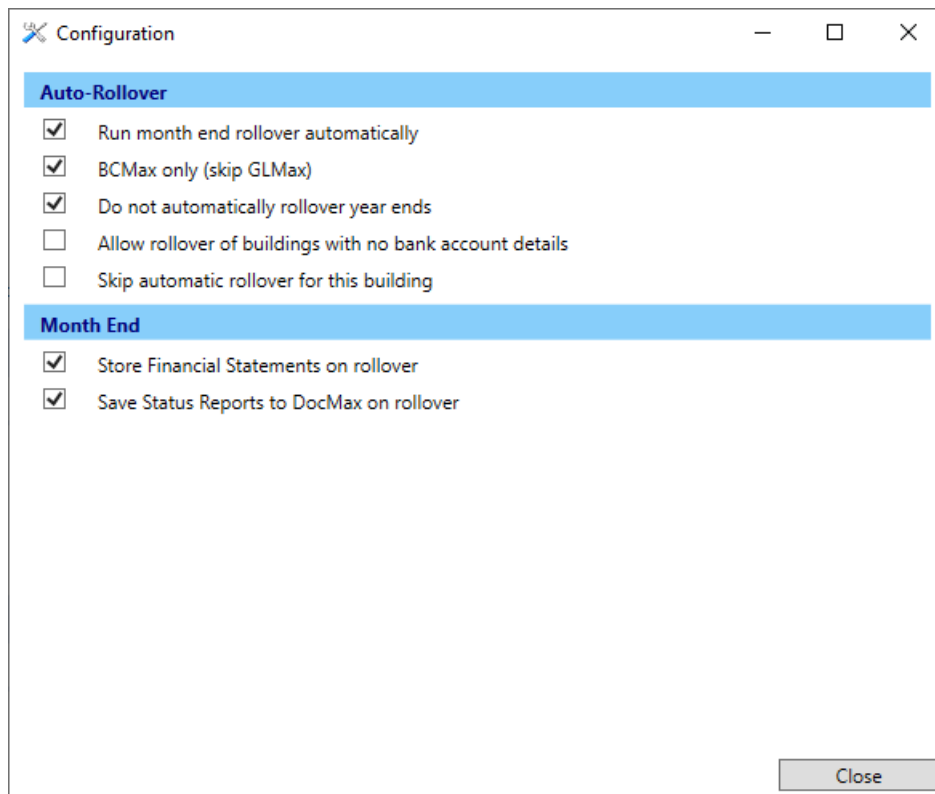 Configuration
Auto-Rollover
Run month end rollover automatically
BCMax only (skip GLMax)
Do not automatically rollover year ends
Allow rollover of buildings with no bank account details
Skip automatic rollover for this building
Month End
Store Financial Statements on rollover
Save Status Reports to DocMax on rollover
Close